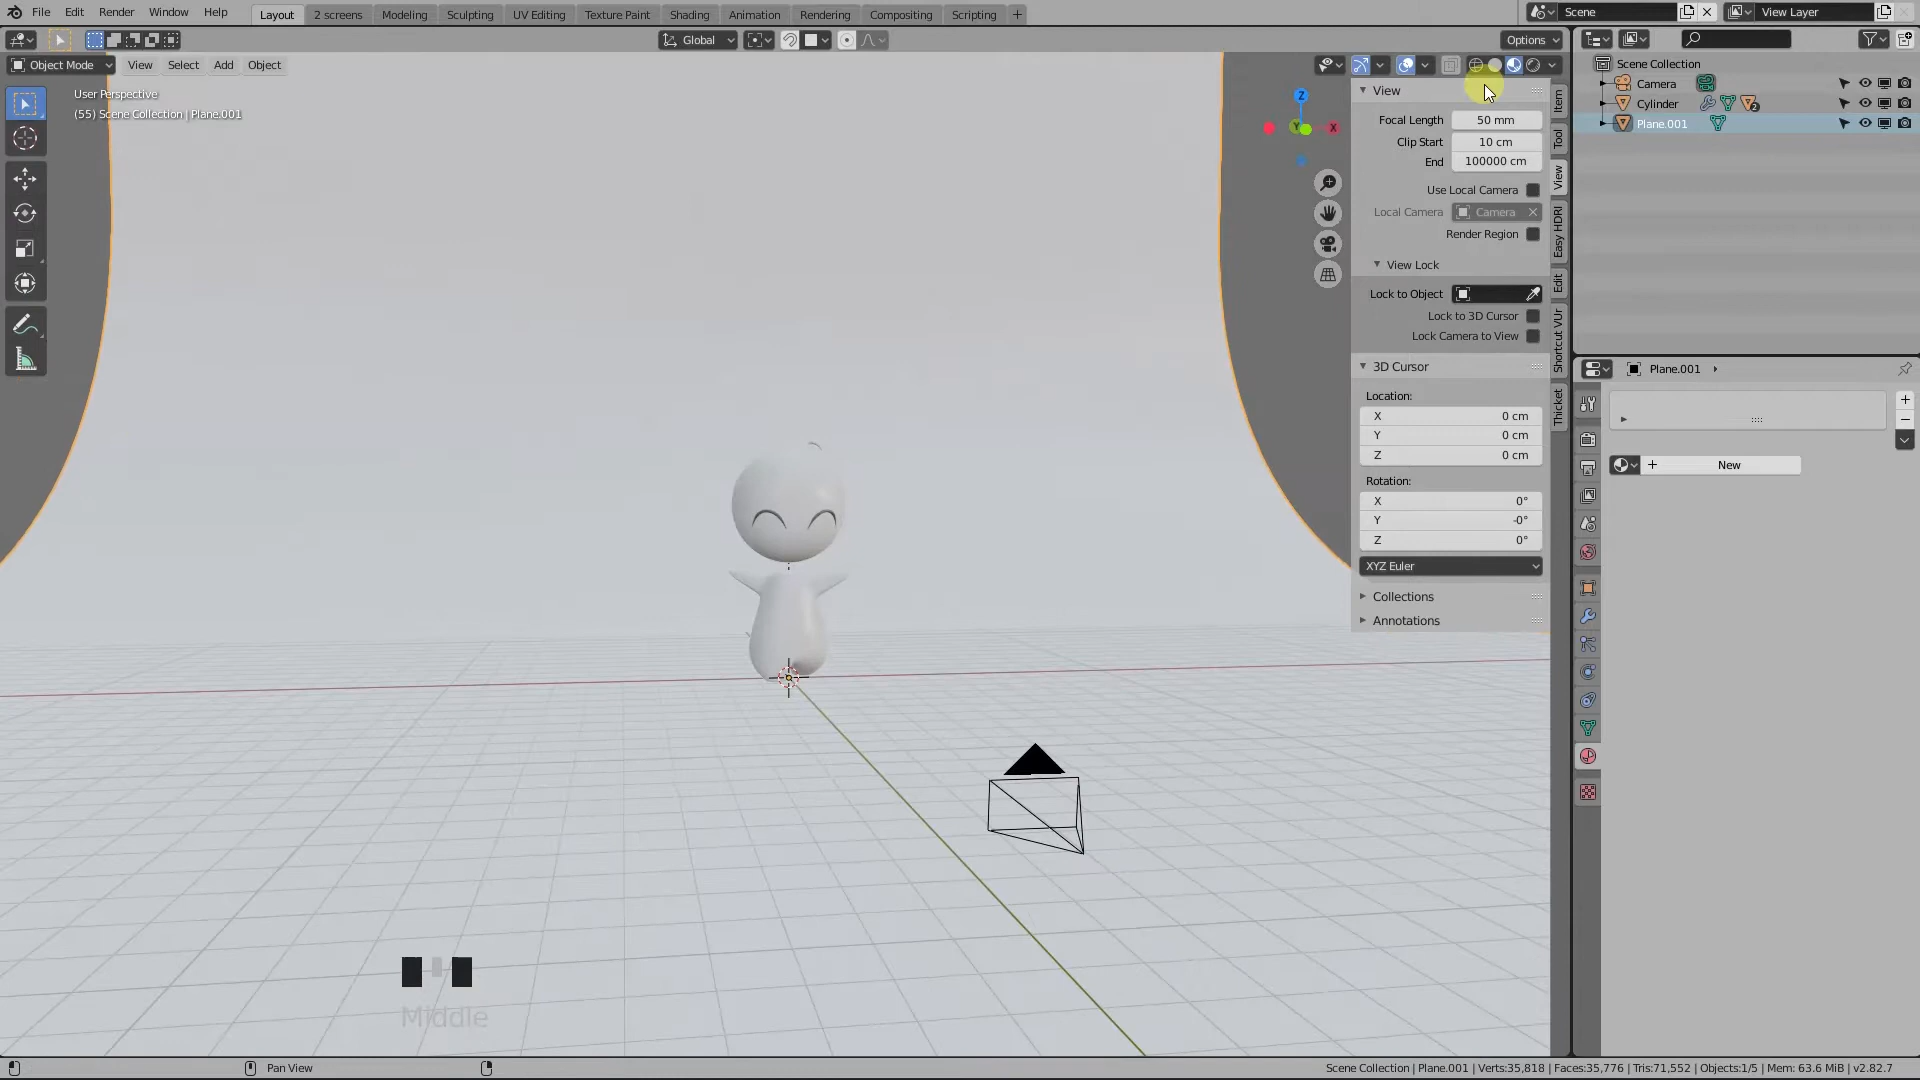 File Edit Render Window Help Layout 2 screens Modeling Sculpting UV Editing Texture Paint Shading Animation Rendering Compositing Scripting + Scene View Layer
Global Options
Object Mode View Select Add Object
User Perspective
(55) Scene Collection | Plane.001
Z
Y
X
View
Focal Length 50 mm
Clip Start 10 cm
End 100000 cm
Use Local Camera
Local Camera Camera
Render Region
View Lock
Lock to Object
Lock to 3D Cursor
Lock Camera to View
3D Cursor
Location:
X 0 cm
Y 0 cm
Z 0 cm
Rotation:
X 0°
Y -0°
Z 0°
XYZ Euler
Collections
Annotations
Item
Tool
View
Easy HDRI
Edit
Shortcut VUr
Thicket
Scene Collection
Camera
Cylinder 2
Plane.001
Plane.001
New
Middle
Pan View
Scene Collection | Plane.001 | Verts:35,818 | Faces:35,776 | Tris:71,552 | Objects:1/5 | Mem: 63.6 MiB | v2.82.7